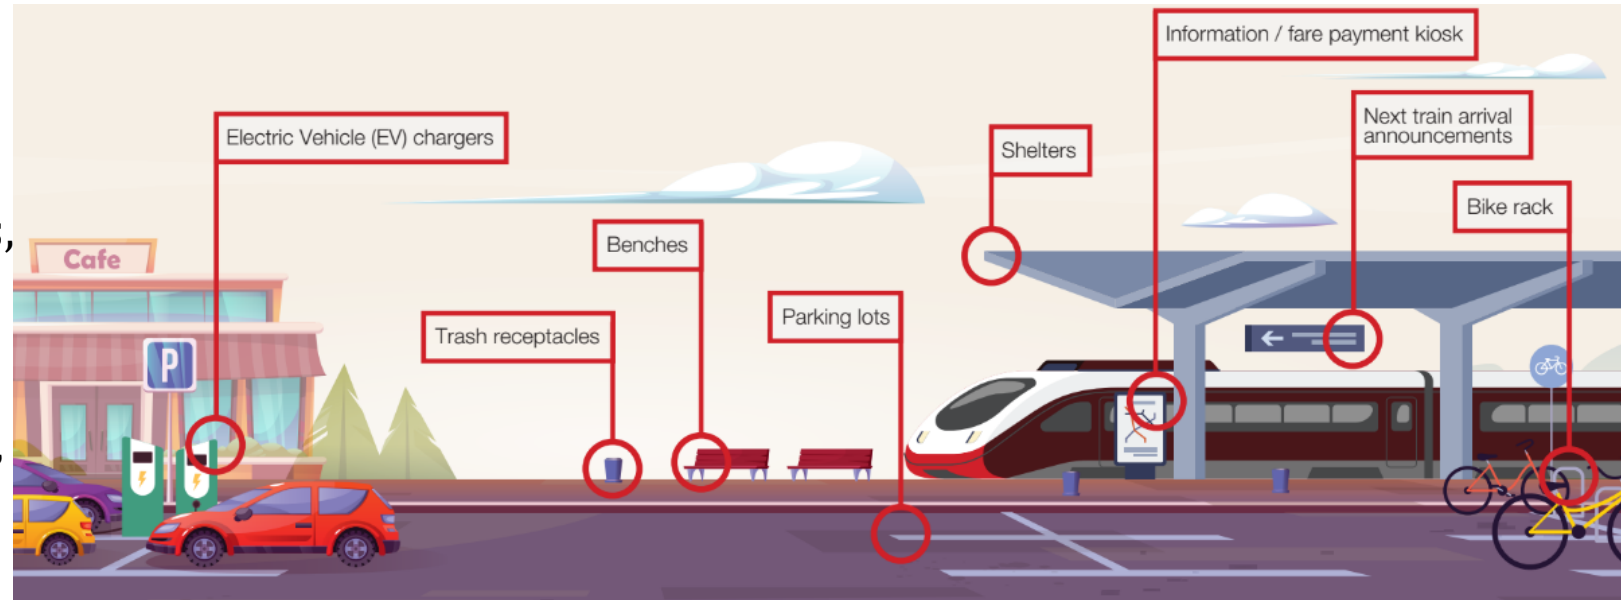 Information / fare payment kiosk
Next train arrival
announcements
Electric Vehicle (EV) chargers
Shelters
Bike rack
Benches
Cafe
Parking lots
Trash receptacles
P